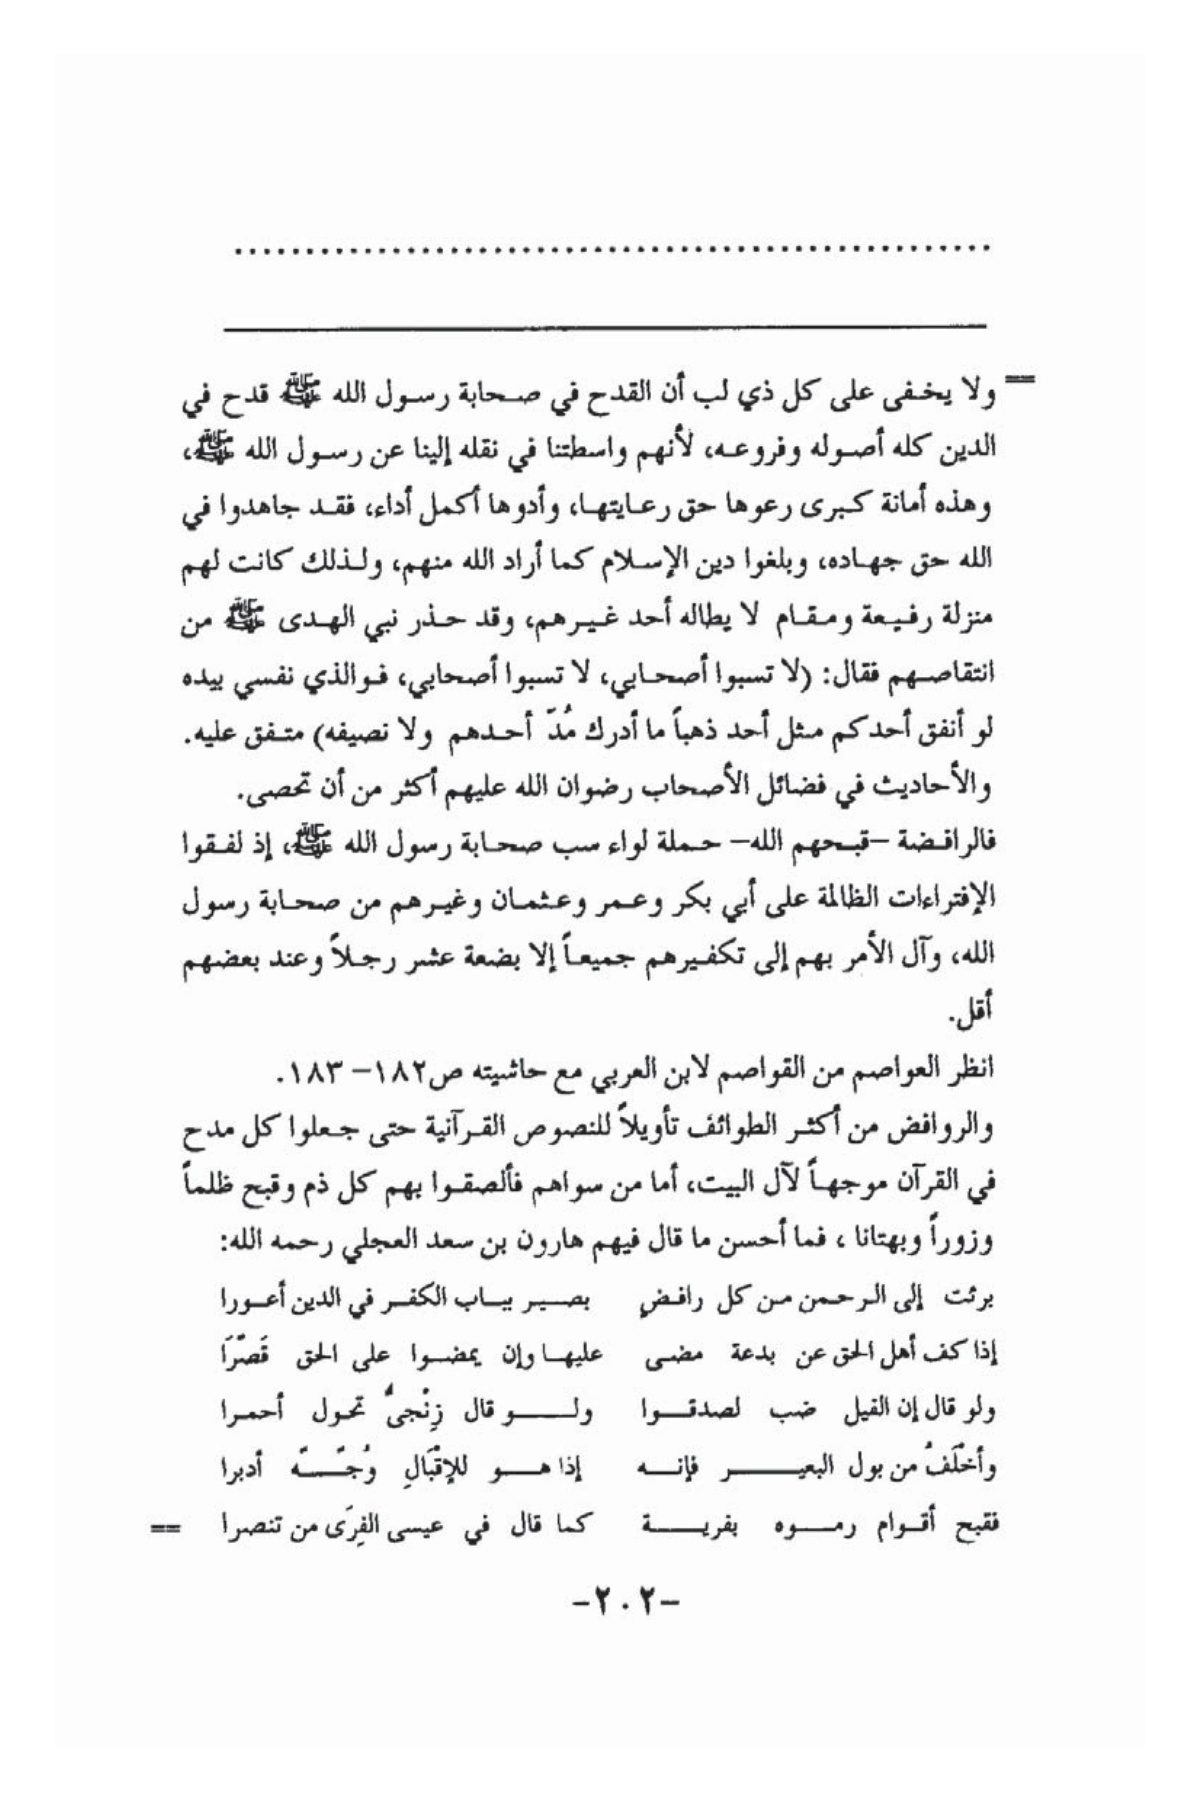 ..................................................
== ولا يخفى على كل ذي لب أن القدح في صحابة رسول الله ﷺ قدح في
الدين كله أصوله وفروعه، لأنهم واسطتنا في نقله إلينا عن رسول الله ﷺ،
وهذه أمانة كبرى رعوها حق رعايتها، وأدوها أكمل أداء، فقد جاهدوا في
الله حق جهاده، وبلغوا دين الإسلام كما أراد الله منهم، ولذلك كانت لهم
منزلة رفيعة ومقام لا يطاله أحد غيرهم، وقد حذر نبي الهدى ﷺ من
انتقاصهم فقال: (لا تسبوا أصحابي، لا تسبوا أصحابي، فوالذي نفسي بيده
لو أنفق أحدكم مثل أحد ذهباً ما أدرك مُدّ أحدهم ولا نصيفه) متفق عليه.
والأحاديث في فضائل الأصحاب رضوان الله عليهم أكثر من أن تحصى.
فالرافضة -قبحهم الله- حملة لواء سب صحابة رسول الله ﷺ، إذ لفقوا
الإفتراءات الظالمة على أبي بكر وعمر وعثمان وغيرهم من صحابة رسول
الله، وآل الأمر بهم إلى تكفيرهم جميعاً إلا بضعة عشر رجلاً وعند بعضهم
أقل.
انظر العواصم من القواصم لابن العربي مع حاشيته ص١٨٢- ١٨٣.
والروافض من أكثر الطوائف تأويلاً للنصوص القرآنية حتى جعلوا كل مدح
في القرآن موجهاً لآل البيت، أما من سواهم فألصقوا بهم كل ذم وقبح ظلماً
وزوراً وبهتانا ، فما أحسن ما قال فيهم هارون بن سعد العجلي رحمه الله:
برئت إلى الرحمن من كل رافضٍ بصير بباب الكفر في الدين أعورا
إذا كف أهل الحق عن بدعة مضى عليها وإن يمضوا على الحق قَصّرَا
ولو قال إن الفيل ضب لصدقوا ولو قال زِنْجىٌ تحول أحمرا
وأخْلَفُ من بول البعير فإنه إذا هو للإقْبَالِ وُجّهَ أدبرا
فقبح أقوام رموه بفرية كما قال في عيسى الفِرَى من تنصرا ==
-٢٠٢-